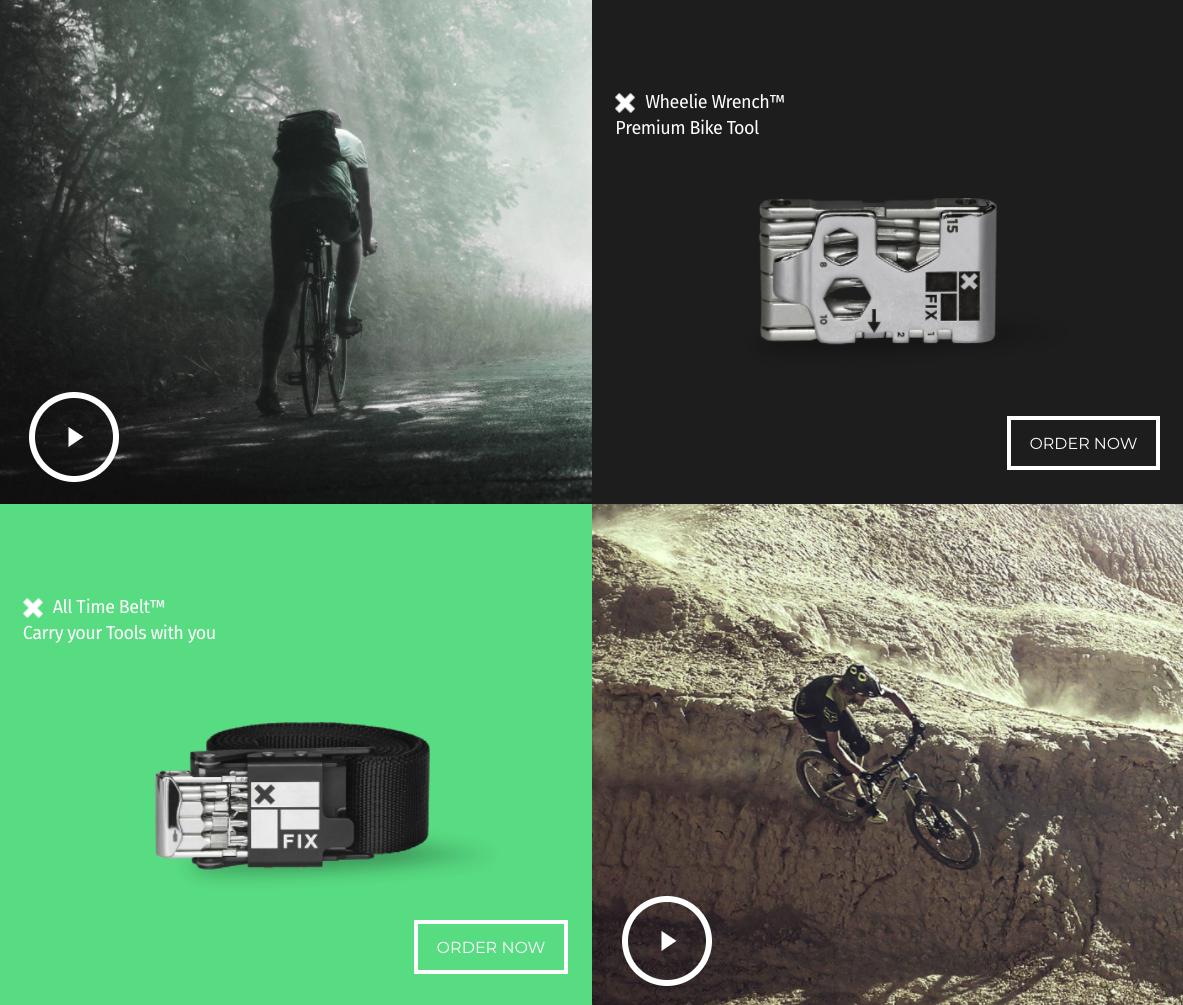 Wheelie Wrench™
Premium Bike Tool
15
8
FIX
10
2
1
ORDER NOW
All Time Belt™
Carry your Tools with you
FIX
ORDER NOW